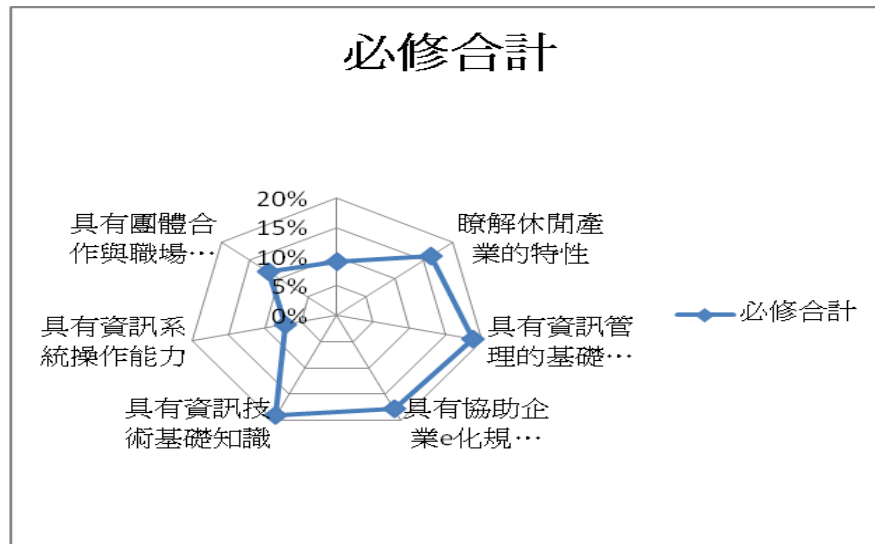 必修合計
20%
15%
10%
5%
0%
瞭解休閒產
業的特性
具有資訊管
理的基礎…
具有協助企
業e化規…
具有資訊技
術基礎知識
具有資訊系
統操作能力
具有團體合
作與職場…
必修合計